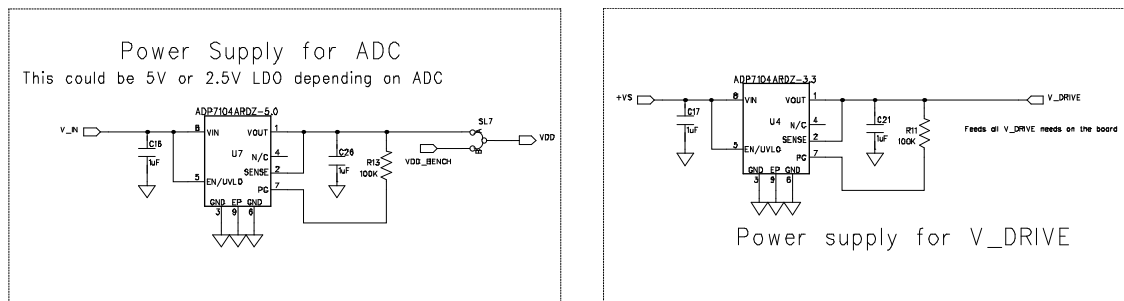 Power Supply for ADC
This could be 5V or 2.5V LDO depending on ADC
ADP7104ARDZ-5.0
V_IN
8
VIN
VOUT
1
C16
1uF
U7
N/C
4
SENSE
2
5
EN/UVLO
PG
7
GND
EP
GND
3
9
6
C26
1uF
R13
100K
SL7
A
B
VDD_BENCH
VDD
ADP7104ARDZ-3.3
+VS
8
VIN
VOUT
1
C17
1uF
U4
N/C
4
SENSE
2
5
EN/UVLO
PG
7
GND
EP
GND
3
9
6
C21
1uF
R11
100K
V_DRIVE
Feeds all V_DRIVE needs on the board
Power supply for V_DRIVE